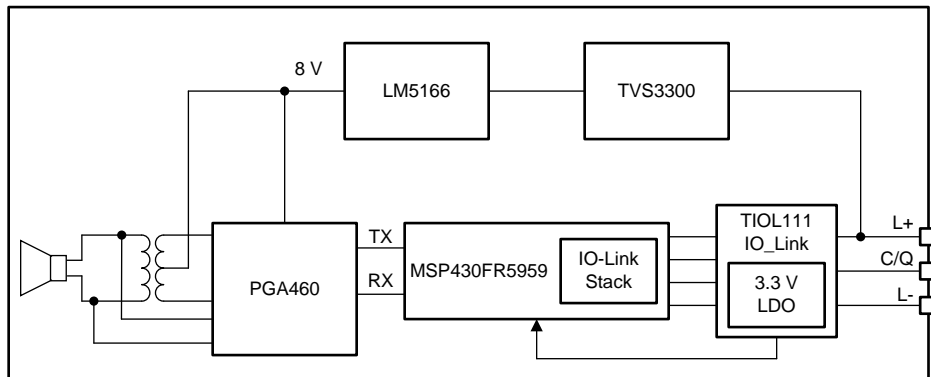 8 V
LM5166
TVS3300
TIOL111
IO_Link
L+
TX
MSP430FR5959
IO-Link
Stack
C/Q
PGA460
RX
3.3 V
LDO
L-